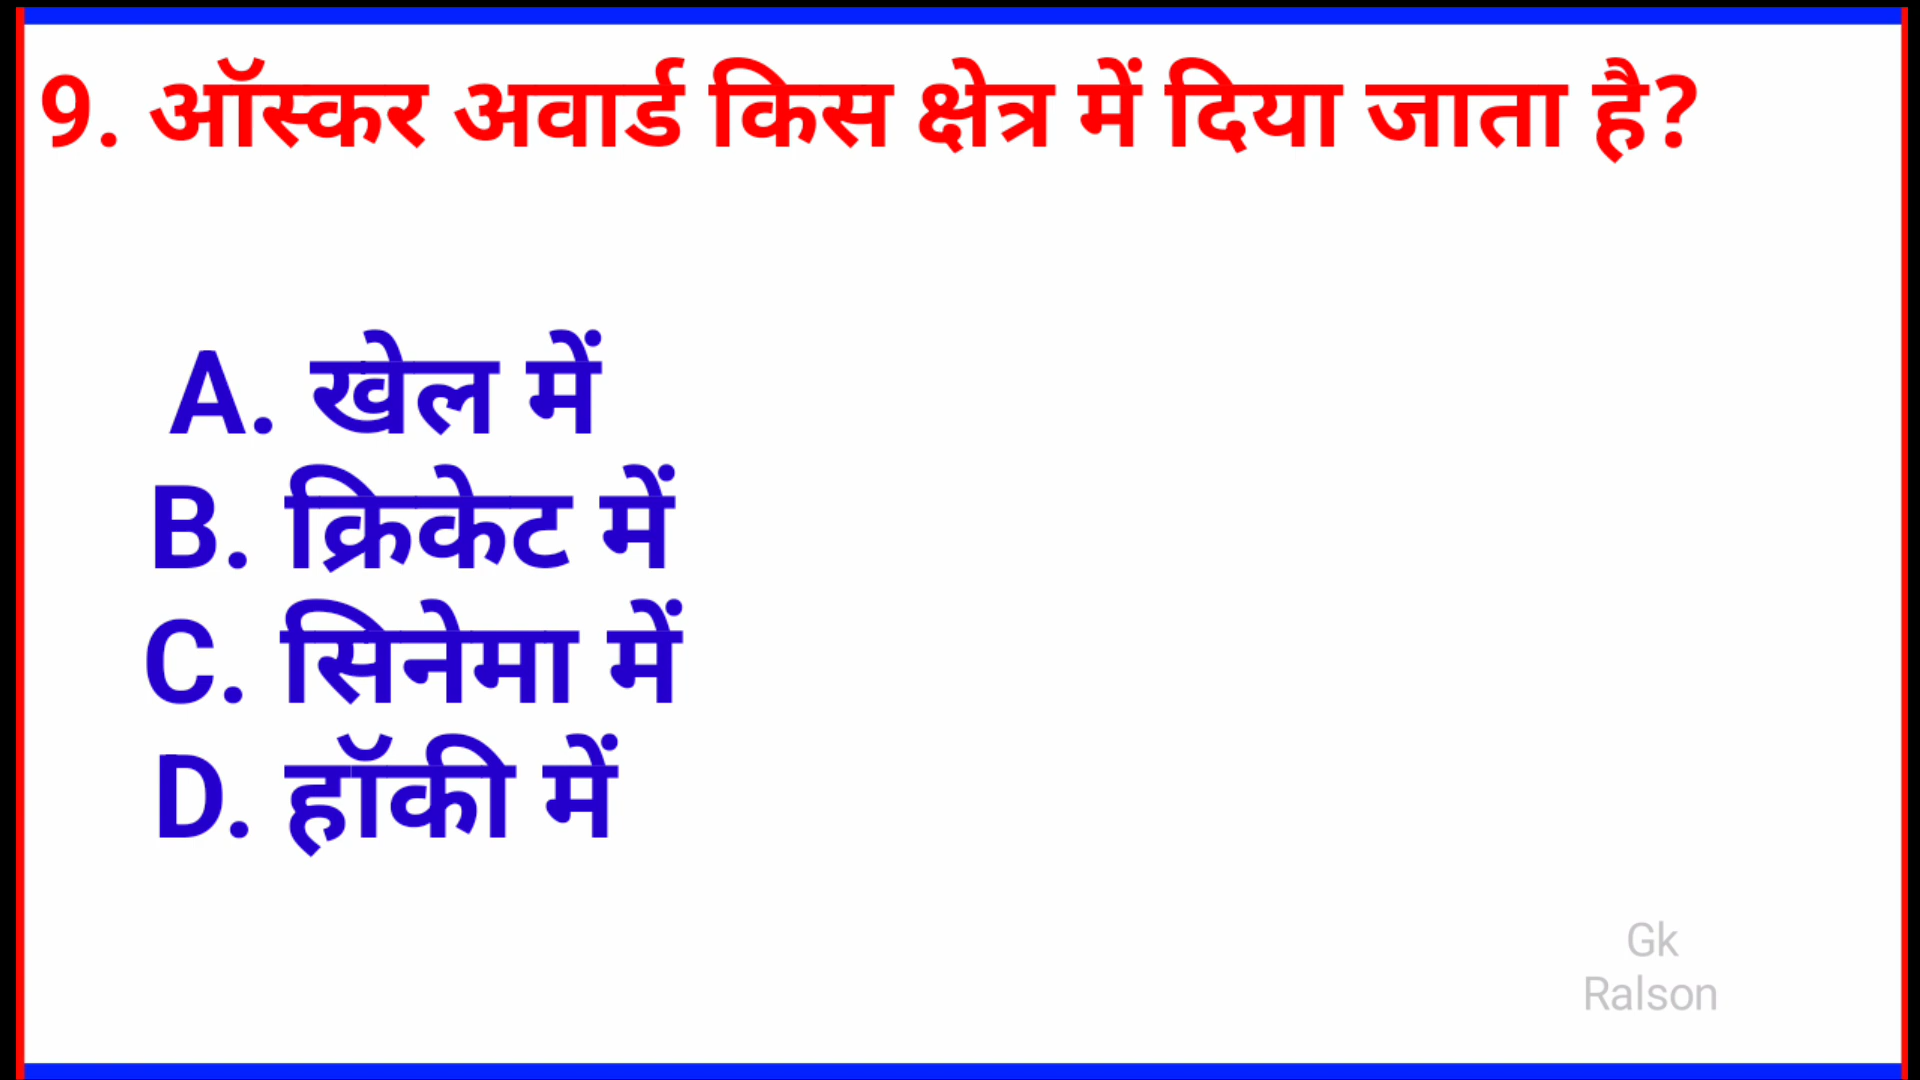 9. ऑस्कर अवार्ड किस क्षेत्र में दिया जाता है?
A. खेल में
B. क्रिकेट में
C. सिनेमा में
D. हॉकी में
Gk
Ralson